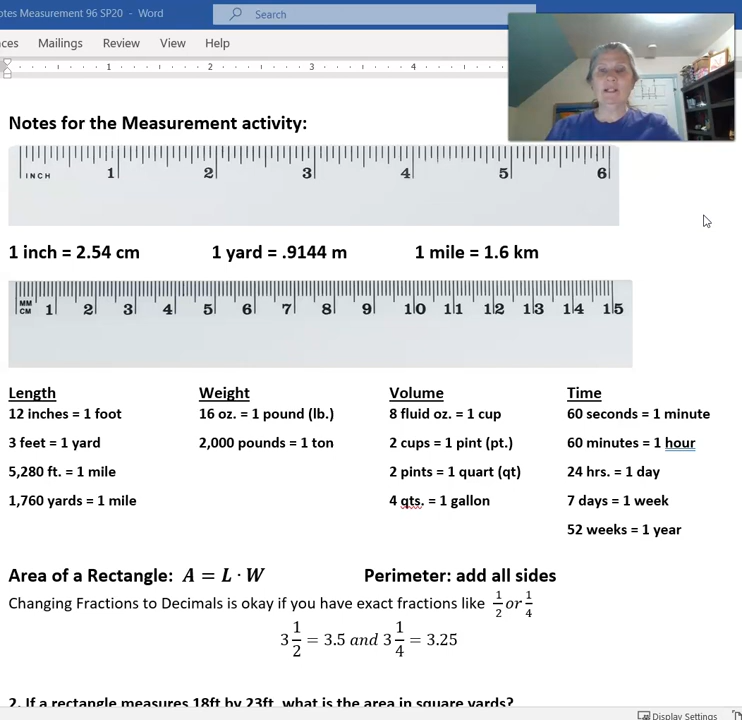 otes Measurement 96 SP20 - Word
Search
ces Mailings Review View Help
1 2 3 4
Notes for the Measurement activity:
INCH 1 2 3 4 5 6
1 inch = 2.54 cm 1 yard = .9144 m 1 mile = 1.6 km
MM
CM 1 2 3 4 5 6 7 8 9 10 11 12 13 14 15
Length Weight Volume Time
12 inches = 1 foot 16 oz. = 1 pound (lb.) 8 fluid oz. = 1 cup 60 seconds = 1 minute
3 feet = 1 yard 2,000 pounds = 1 ton 2 cups = 1 pint (pt.) 60 minutes = 1 hour
5,280 ft. = 1 mile 2 pints = 1 quart (qt) 24 hrs. = 1 day
1,760 yards = 1 mile 4 qts. = 1 gallon 7 days = 1 week
52 weeks = 1 year
Area of a Rectangle: A = L · W Perimeter: add all sides
Changing Fractions to Decimals is okay if you have exact fractions like 1/2 or 1/4
3 1/2 = 3.5 and 3 1/4 = 3.25
2. If a rectangle measures 18ft by 23ft, what is the area in square yards?
Display Settings